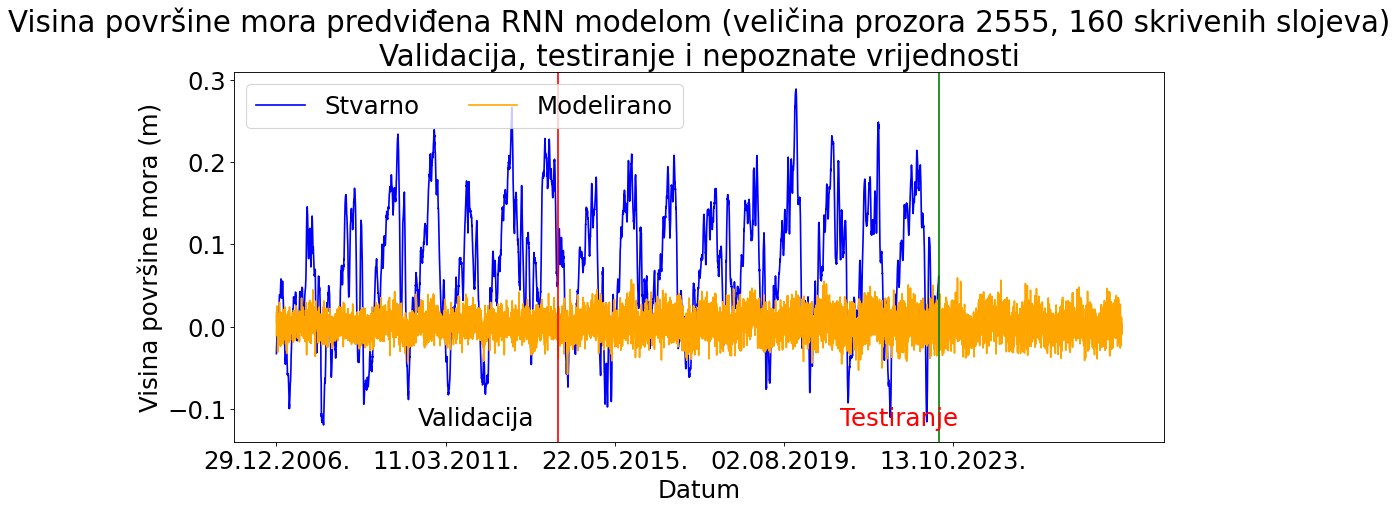 Visina površine mora predviđena RNN modelom (veličina prozora 2555, 160 skrivenih slojeva)
Validacija, testiranje i nepoznate vrijednosti
Stvarno
Modelirano
Visina površine mora (m)
0.3
0.2
0.1
0.0
−0.1
Validacija
Testiranje
29.12.2006.
11.03.2011.
22.05.2015.
02.08.2019.
13.10.2023.
Datum